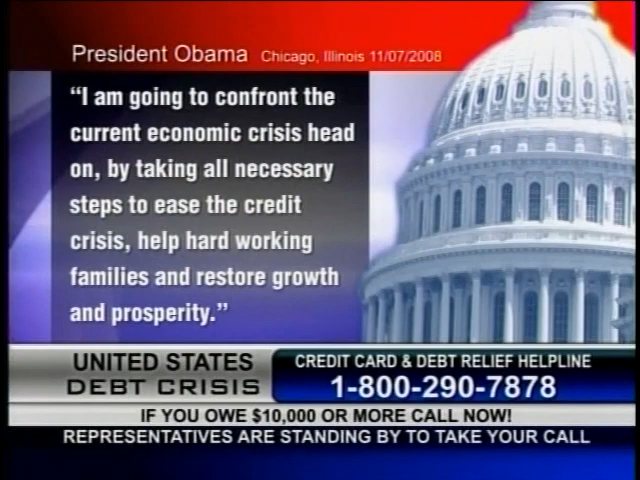 President Obama Chicago, Illinois 11/07/2008
“I am going to confront the
current economic crisis head
on, by taking all necessary
steps to ease the credit
crisis, help hard working
families and restore growth
and prosperity.”
UNITED STATES
DEBT CRISIS
CREDIT CARD & DEBT RELIEF HELPLINE
1-800-290-7878
IF YOU OWE $10,000 OR MORE CALL NOW!
REPRESENTATIVES ARE STANDING BY TO TAKE YOUR CALL